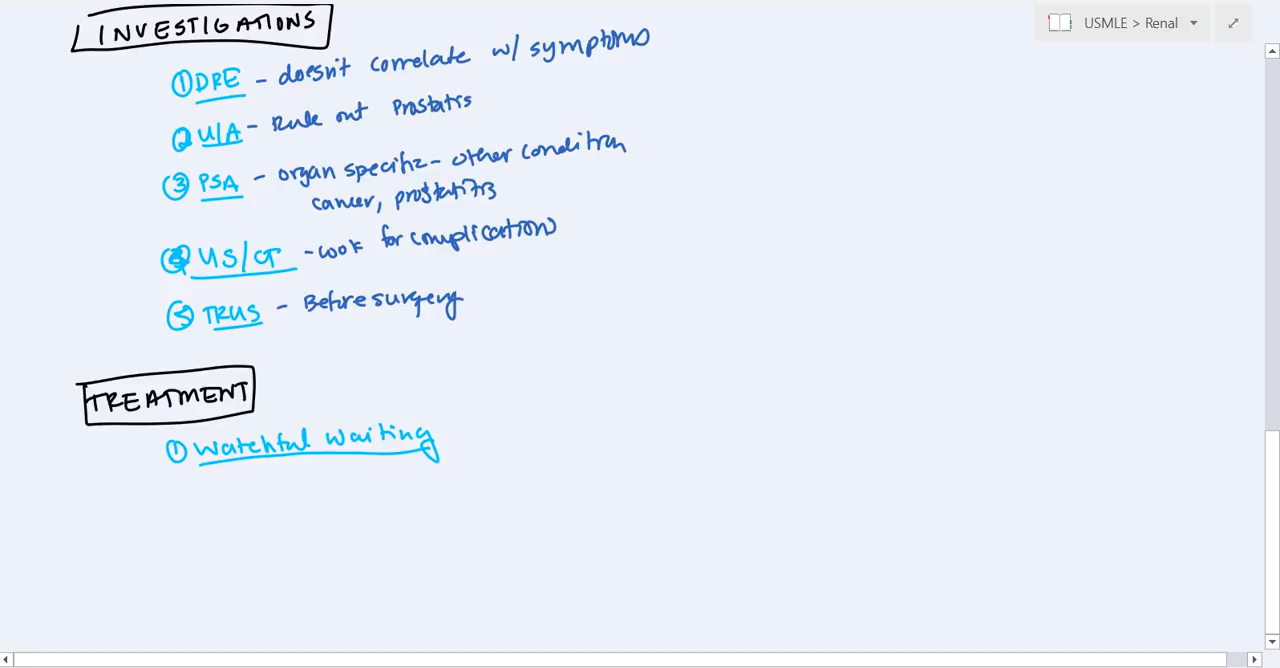 USMLE > Renal
INVESTIGATIONS
① DRE - doesn't correlate w/ symptoms
② U/A - Rule out Prostatis
③ PSA - organ specific - other condition
cancer, prostatitis
④ US/CT - look for complications
⑤ TRUS - Before surgery
TREATMENT
① Watchful waiting